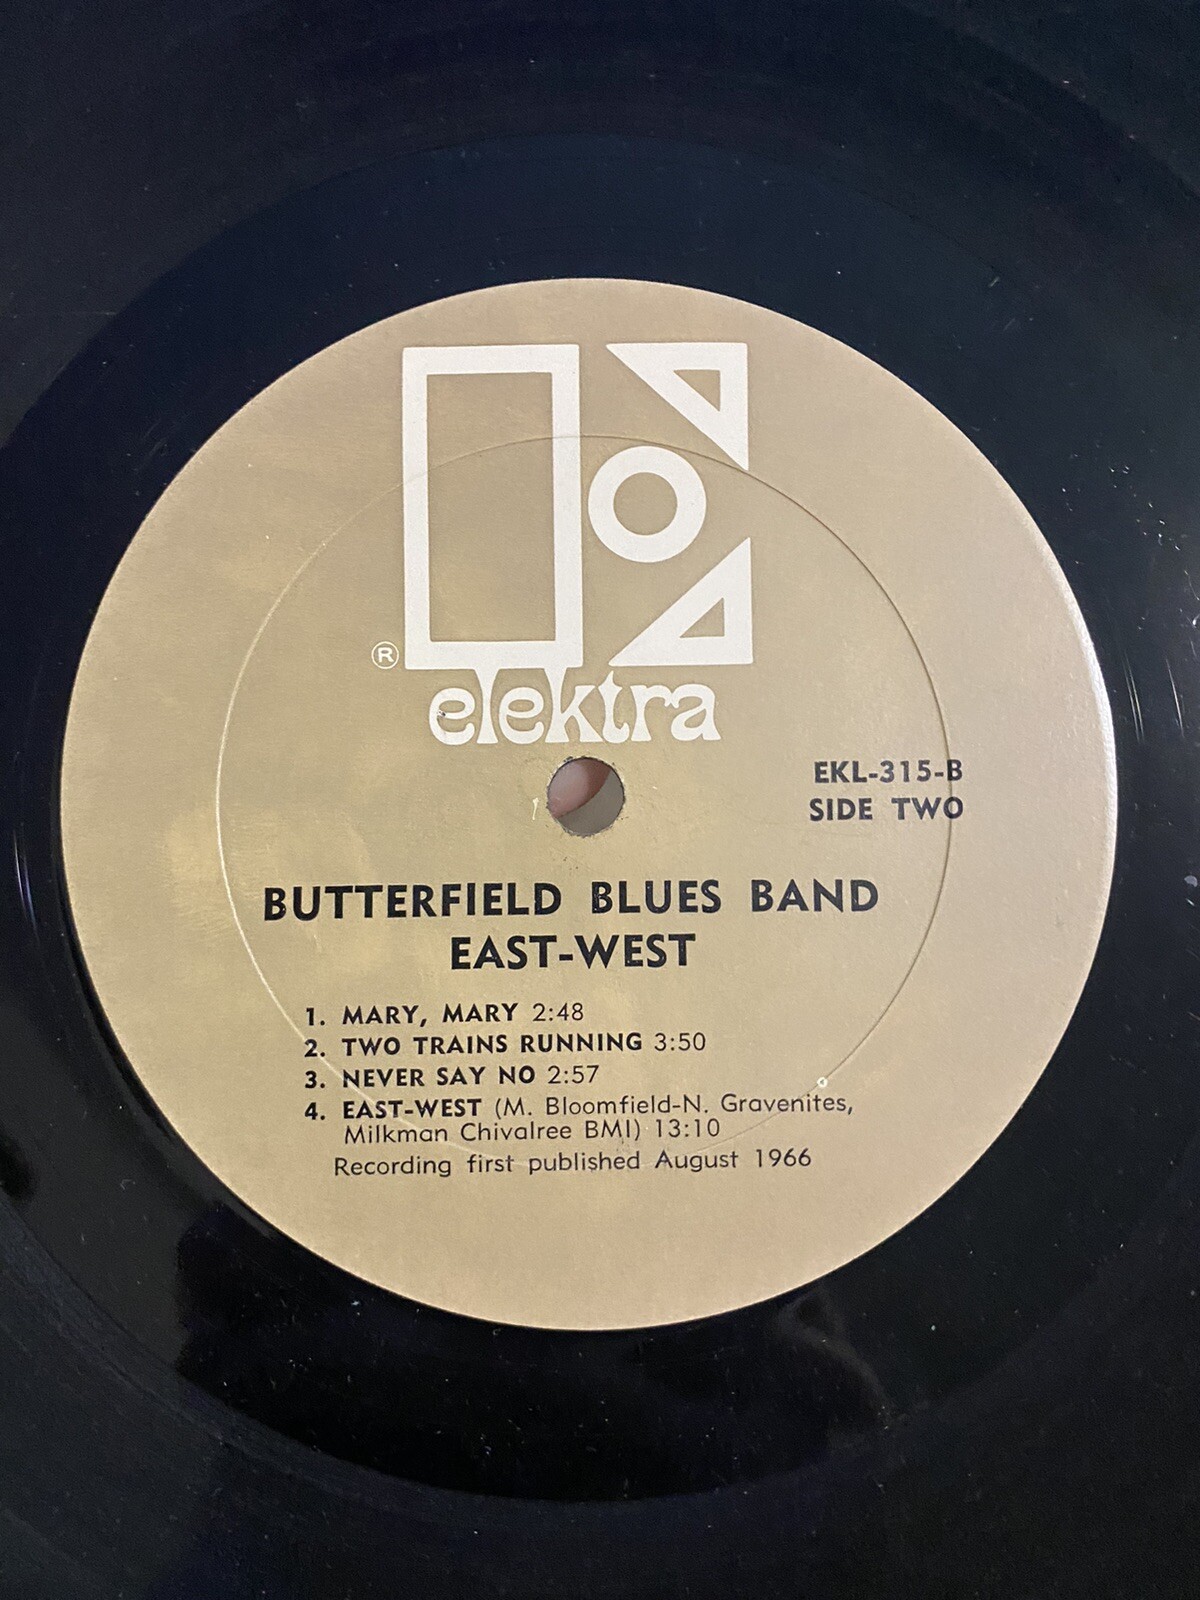 ®
elektra
EKL-315-B
SIDE TWO
BUTTERFIELD BLUES BAND
EAST-WEST
1. MARY, MARY 2:48
2. TWO TRAINS RUNNING 3:50
3. NEVER SAY NO 2:57
4. EAST-WEST (M. Bloomfield-N. Gravenites,
Milkman Chivalree BMI) 13:10
Recording first published August 1966